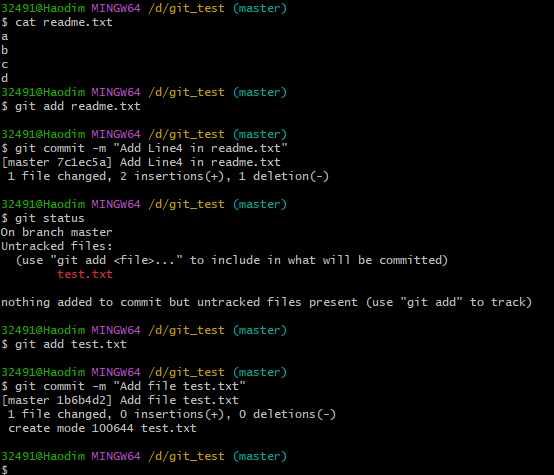 32491@Haodim MINGW64 /d/git_test (master)
$ cat readme.txt
a
b
c
d
32491@Haodim MINGW64 /d/git_test (master)
$ git add readme.txt
32491@Haodim MINGW64 /d/git_test (master)
$ git commit -m "Add Line4 in readme.txt"
[master 7c1ec5a] Add Line4 in readme.txt
 1 file changed, 2 insertions(+), 1 deletion(-)
32491@Haodim MINGW64 /d/git_test (master)
$ git status
On branch master
Untracked files:
  (use "git add <file>..." to include in what will be committed)
        test.txt
nothing added to commit but untracked files present (use "git add" to track)
32491@Haodim MINGW64 /d/git_test (master)
$ git add test.txt
32491@Haodim MINGW64 /d/git_test (master)
$ git commit -m "Add file test.txt"
[master 1b6b4d2] Add file test.txt
 1 file changed, 0 insertions(+), 0 deletions(-)
 create mode 100644 test.txt
32491@Haodim MINGW64 /d/git_test (master)
$